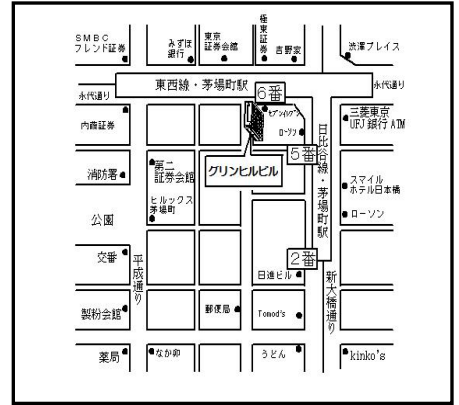 SMBC
フレンド証券
みずほ
銀行
東京
証券会館
極東証券
吉野家
渋澤プレイス
永代通り
東西線・茅場町駅
6番
永代通り
内藤証券
セブンイレブン
ローソン
三菱東京
UFJ銀行ATM
5番
日比谷線・茅場町駅
消防署
第二
証券会館
グリンヒルビル
スマイル
ホテル日本橋
ヒルックス
茅場町
ローソン
公園
交番
平成通り
2番
日進ビル
新大橋通り
製粉会館
郵便局
Tomod's
薬局
なか卯
うどん
kinko's